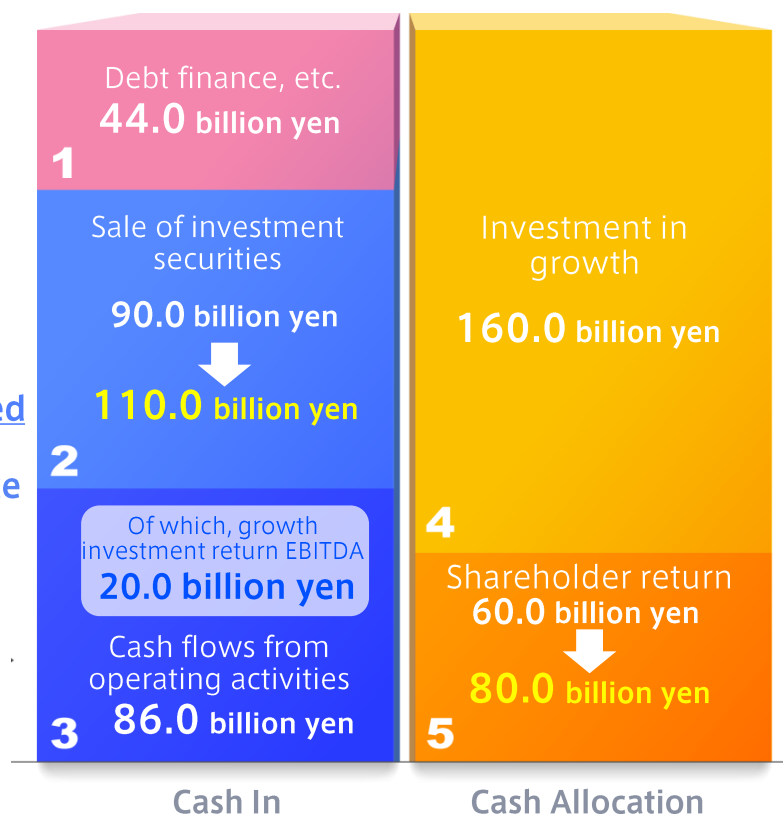 Debt finance, etc.
44.0 billion yen
1
Sale of investment
securities
90.0 billion yen
110.0 billion yen
2
Of which, growth
investment return EBITDA
20.0 billion yen
Cash flows from
operating activities
86.0 billion yen
3
Cash In
Investment in
growth
160.0 billion yen
4
Shareholder return
60.0 billion yen
80.0 billion yen
5
Cash Allocation